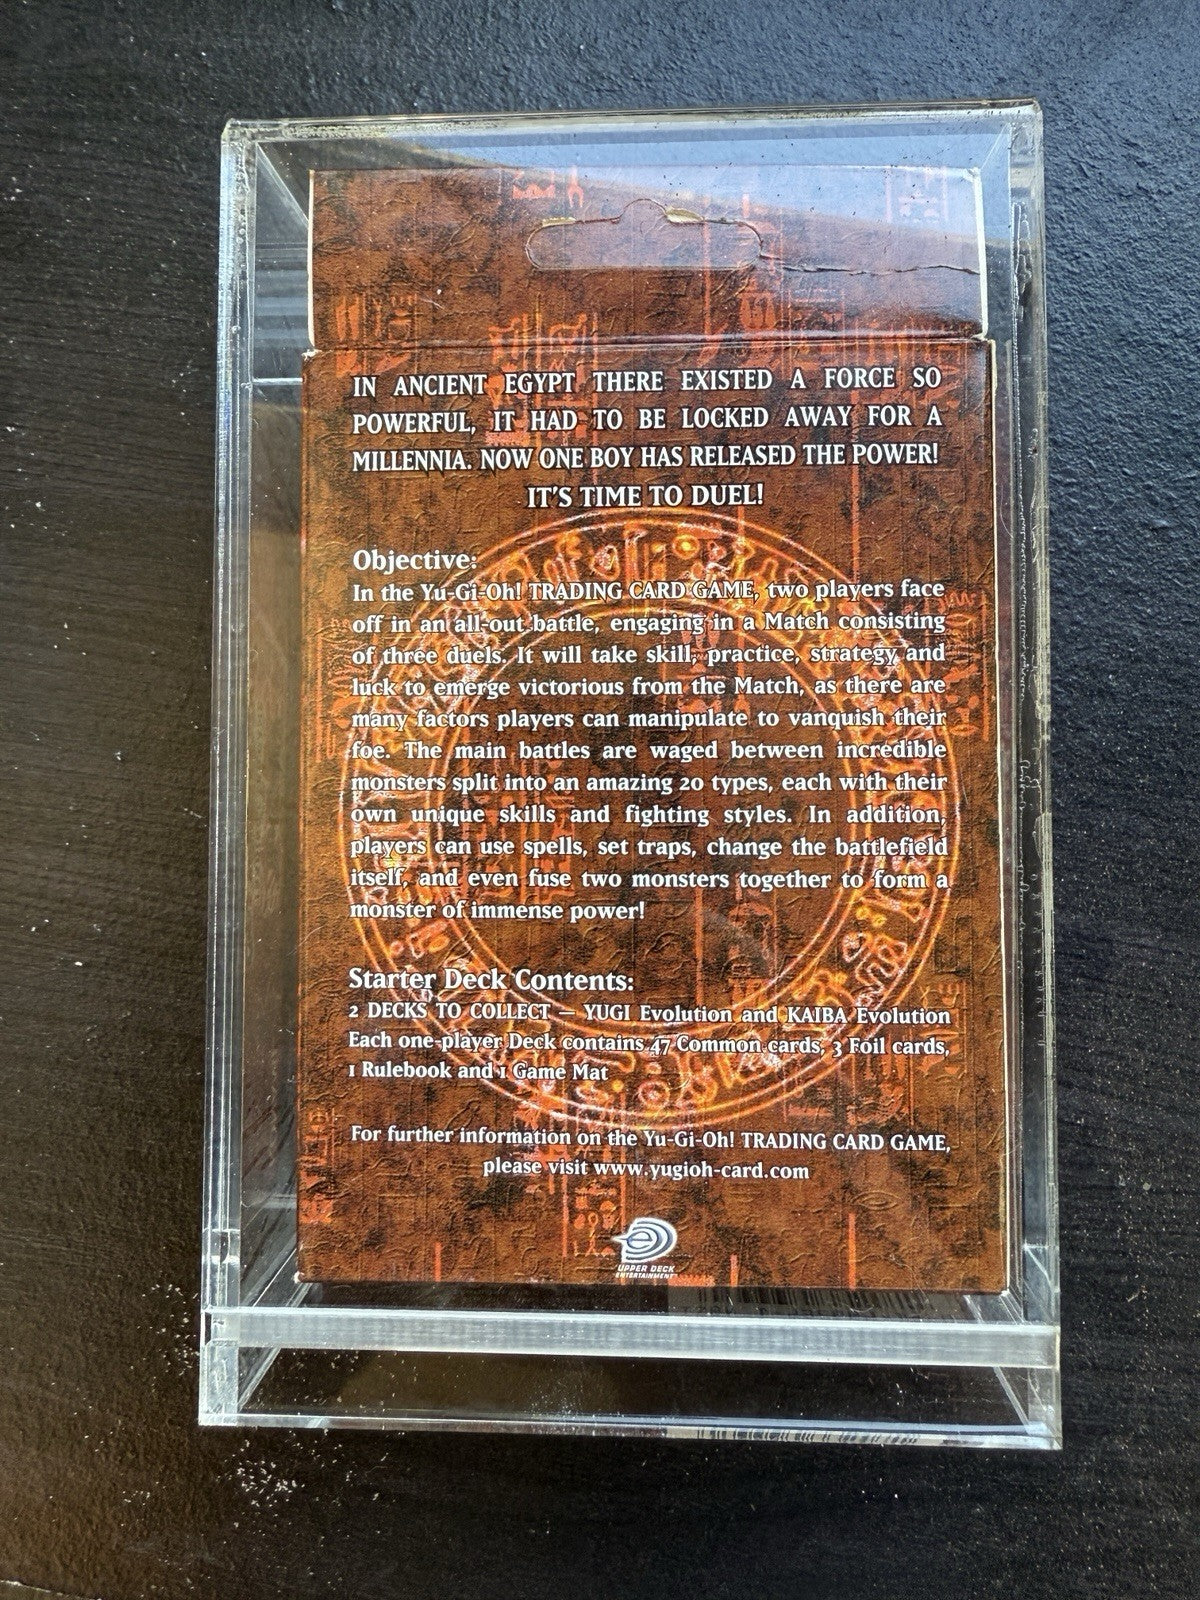 IN ANCIENT EGYPT THERE EXISTED A FORCE SO
POWERFUL, IT HAD TO BE LOCKED AWAY FOR A
MILLENNIA. NOW ONE BOY HAS RELEASED THE POWER!
IT'S TIME TO DUEL!
Objective:
In the Yu-Gi-Oh! TRADING CARD GAME, two players face
off in an all-out battle, engaging in a Match consisting
of three duels. It will take skill, practice, strategy and
luck to emerge victorious from the Match, as there are
many factors players can manipulate to vanquish their
foe. The main battles are waged between incredible
monsters split into an amazing 20 types, each with their
own unique skills and fighting styles. In addition,
players can use spells, set traps, change the battlefield
itself, and even fuse two monsters together to form a
monster of immense power!
Starter Deck Contents:
2 DECKS TO COLLECT — YUGI Evolution and KAIBA Evolution
Each one-player Deck contains 47 Common cards, 3 Foil cards,
1 Rulebook and 1 Game Mat
For further information on the Yu-Gi-Oh! TRADING CARD GAME,
please visit www.yugioh-card.com
UPPER DECK
ENTERTAINMENT